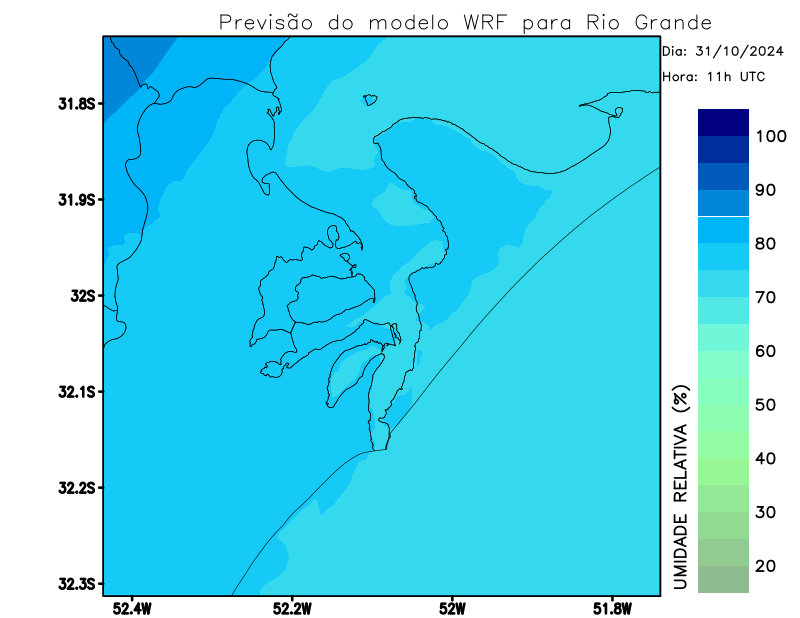 Previsão do modelo WRF para Rio Grande
Dia: 31/10/2024
Hora: 11h UTC
31.8S
31.9S
32S
32.1S
32.2S
32.3S
52.4W
52.2W
52W
51.8W
100
90
80
70
60
50
40
30
20
UMIDADE RELATIVA (%)